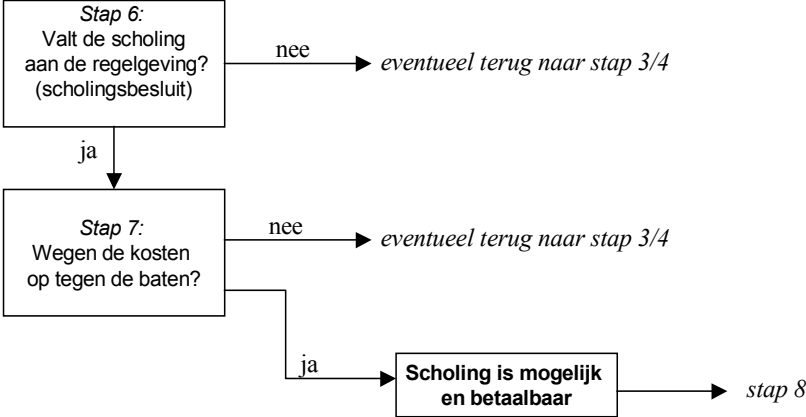 Stap 6:
Valt de scholing
aan de regelgeving?
(scholingsbesluit)
nee
eventueel terug naar stap 3/4
ja
Stap 7:
Wegen de kosten
op tegen de baten?
nee
eventueel terug naar stap 3/4
ja
Scholing is mogelijk
en betaalbaar
stap 8